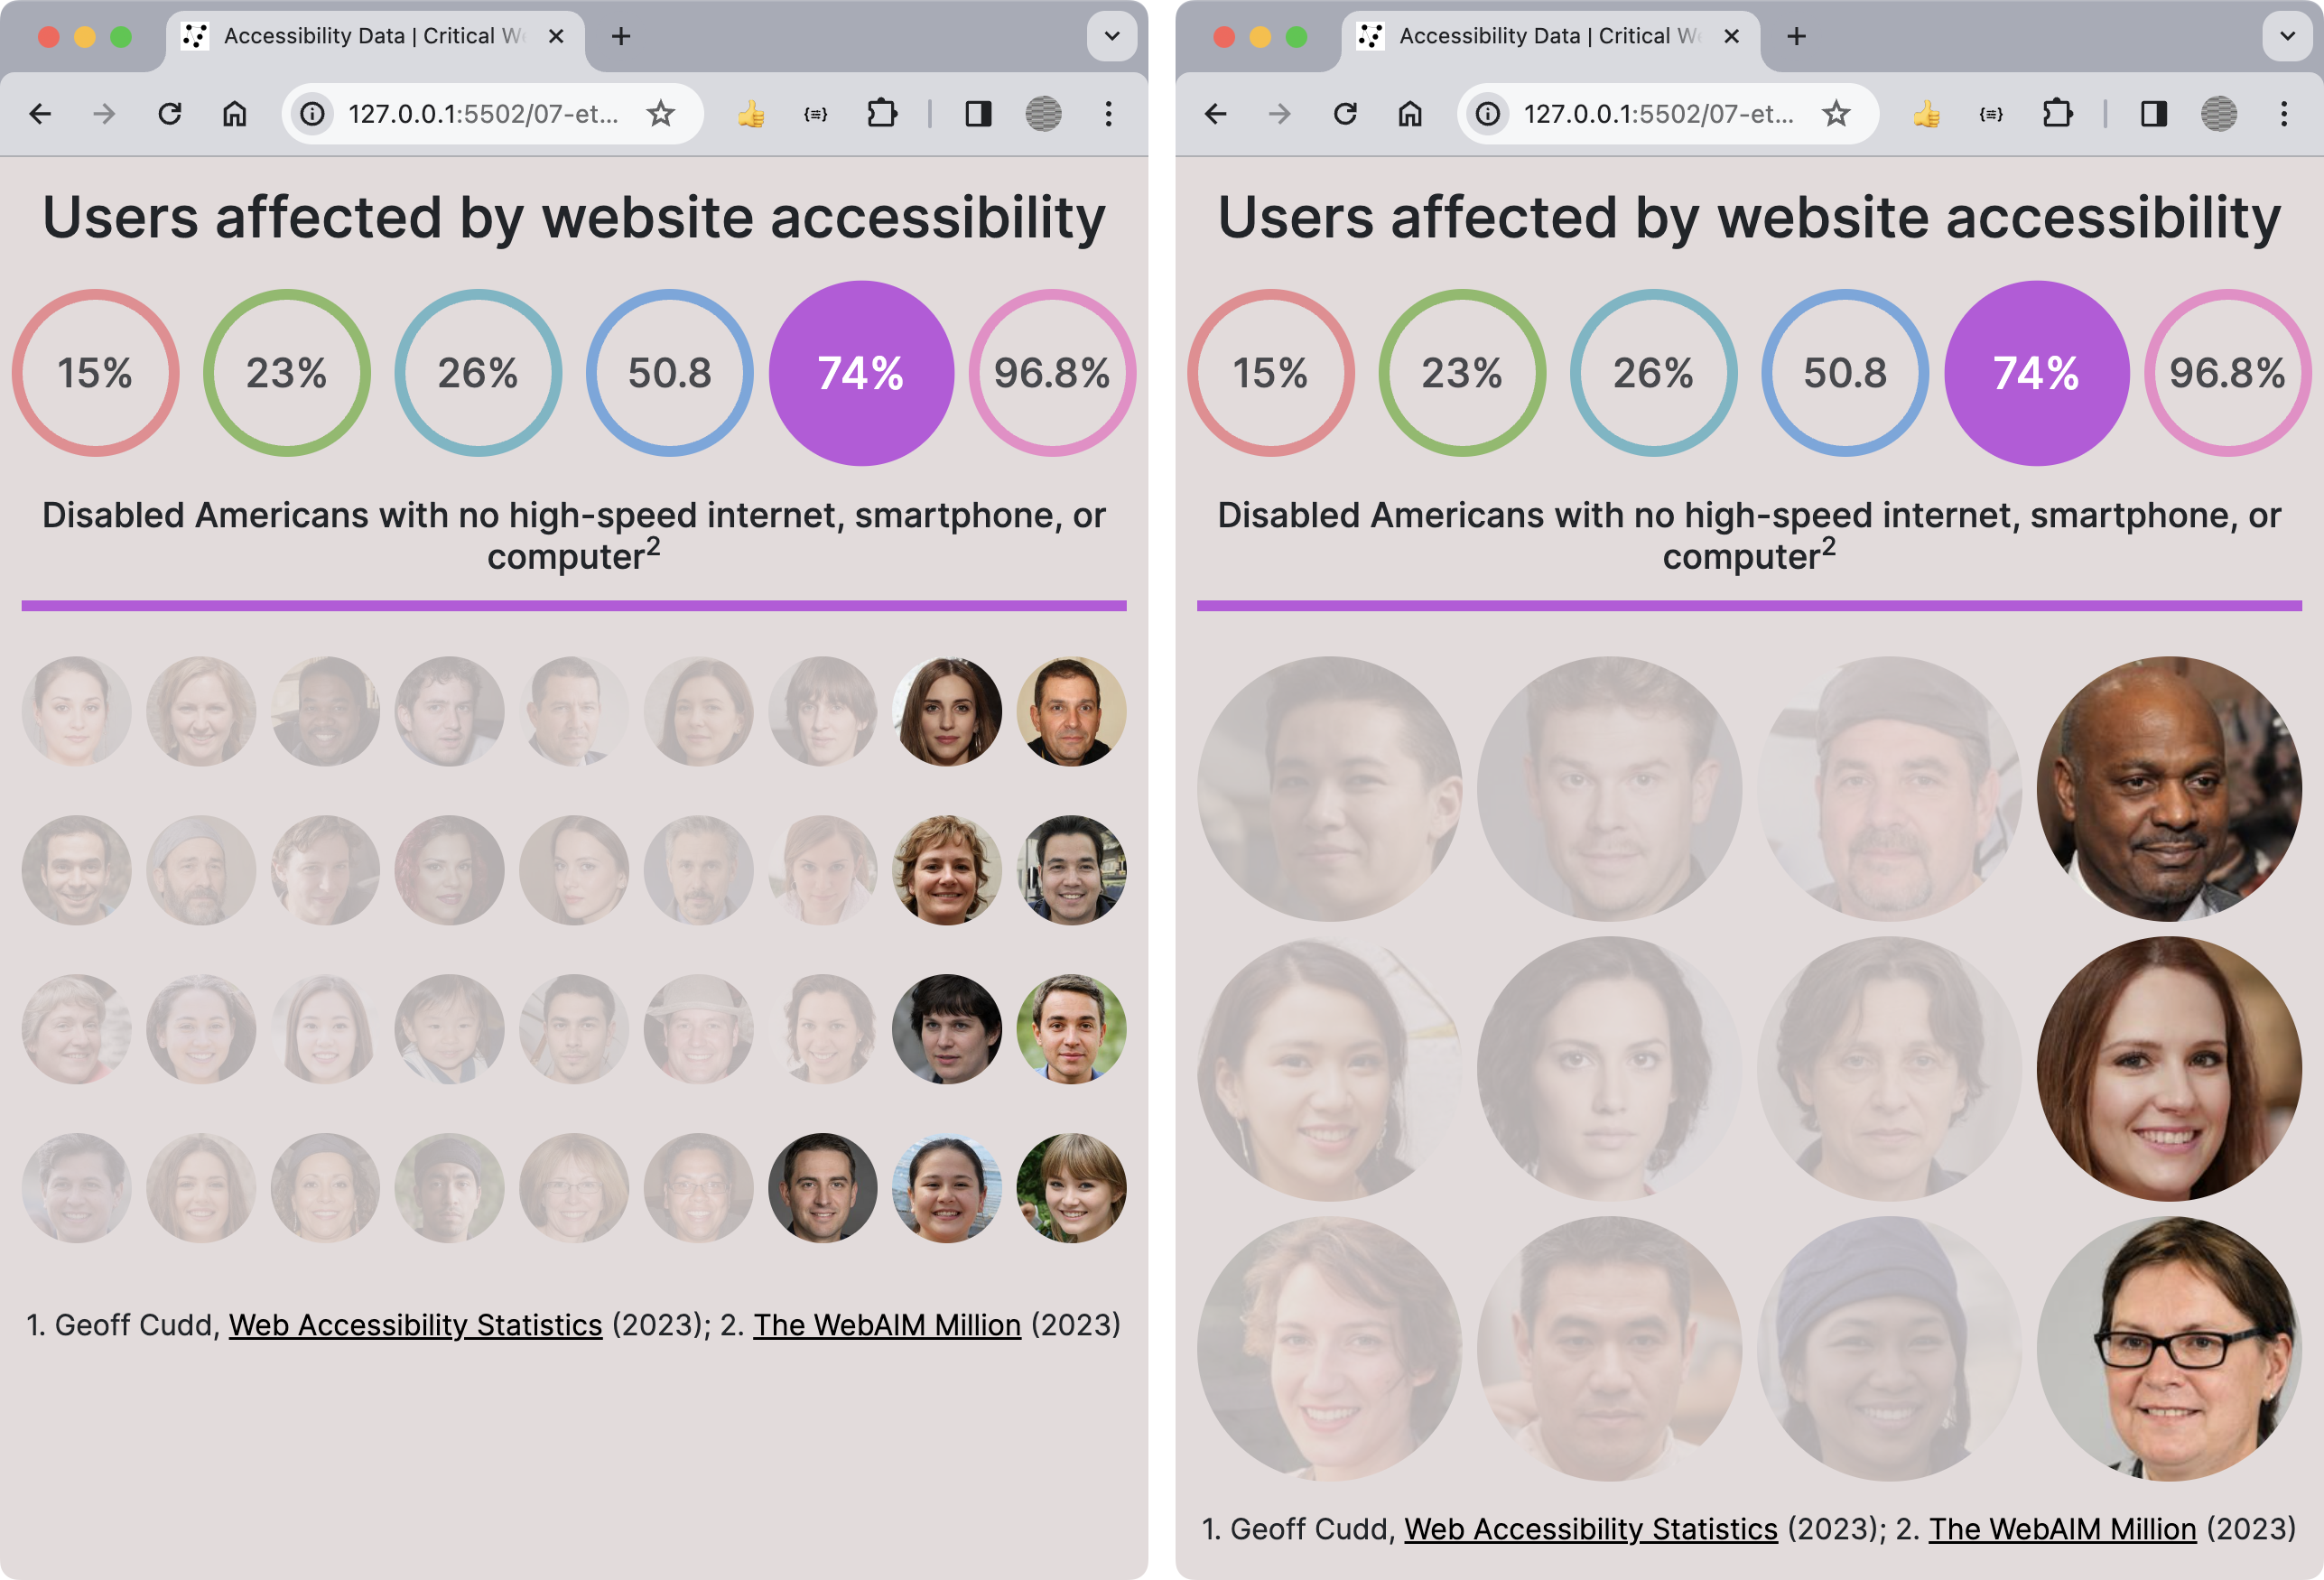 Accessibility Data | Critical We
127.0.0.1:5502/07-et...
Users affected by website accessibility
15%
23%
26%
50.8
74%
96.8%
Disabled Americans with no high-speed internet, smartphone, or
computer2
1. Geoff Cudd, Web Accessibility Statistics (2023); 2. The WebAIM Million (2023)
Accessibility Data | Critical We
127.0.0.1:5502/07-et...
Users affected by website accessibility
15%
23%
26%
50.8
74%
96.8%
Disabled Americans with no high-speed internet, smartphone, or
computer2
1. Geoff Cudd, Web Accessibility Statistics (2023); 2. The WebAIM Million (2023)